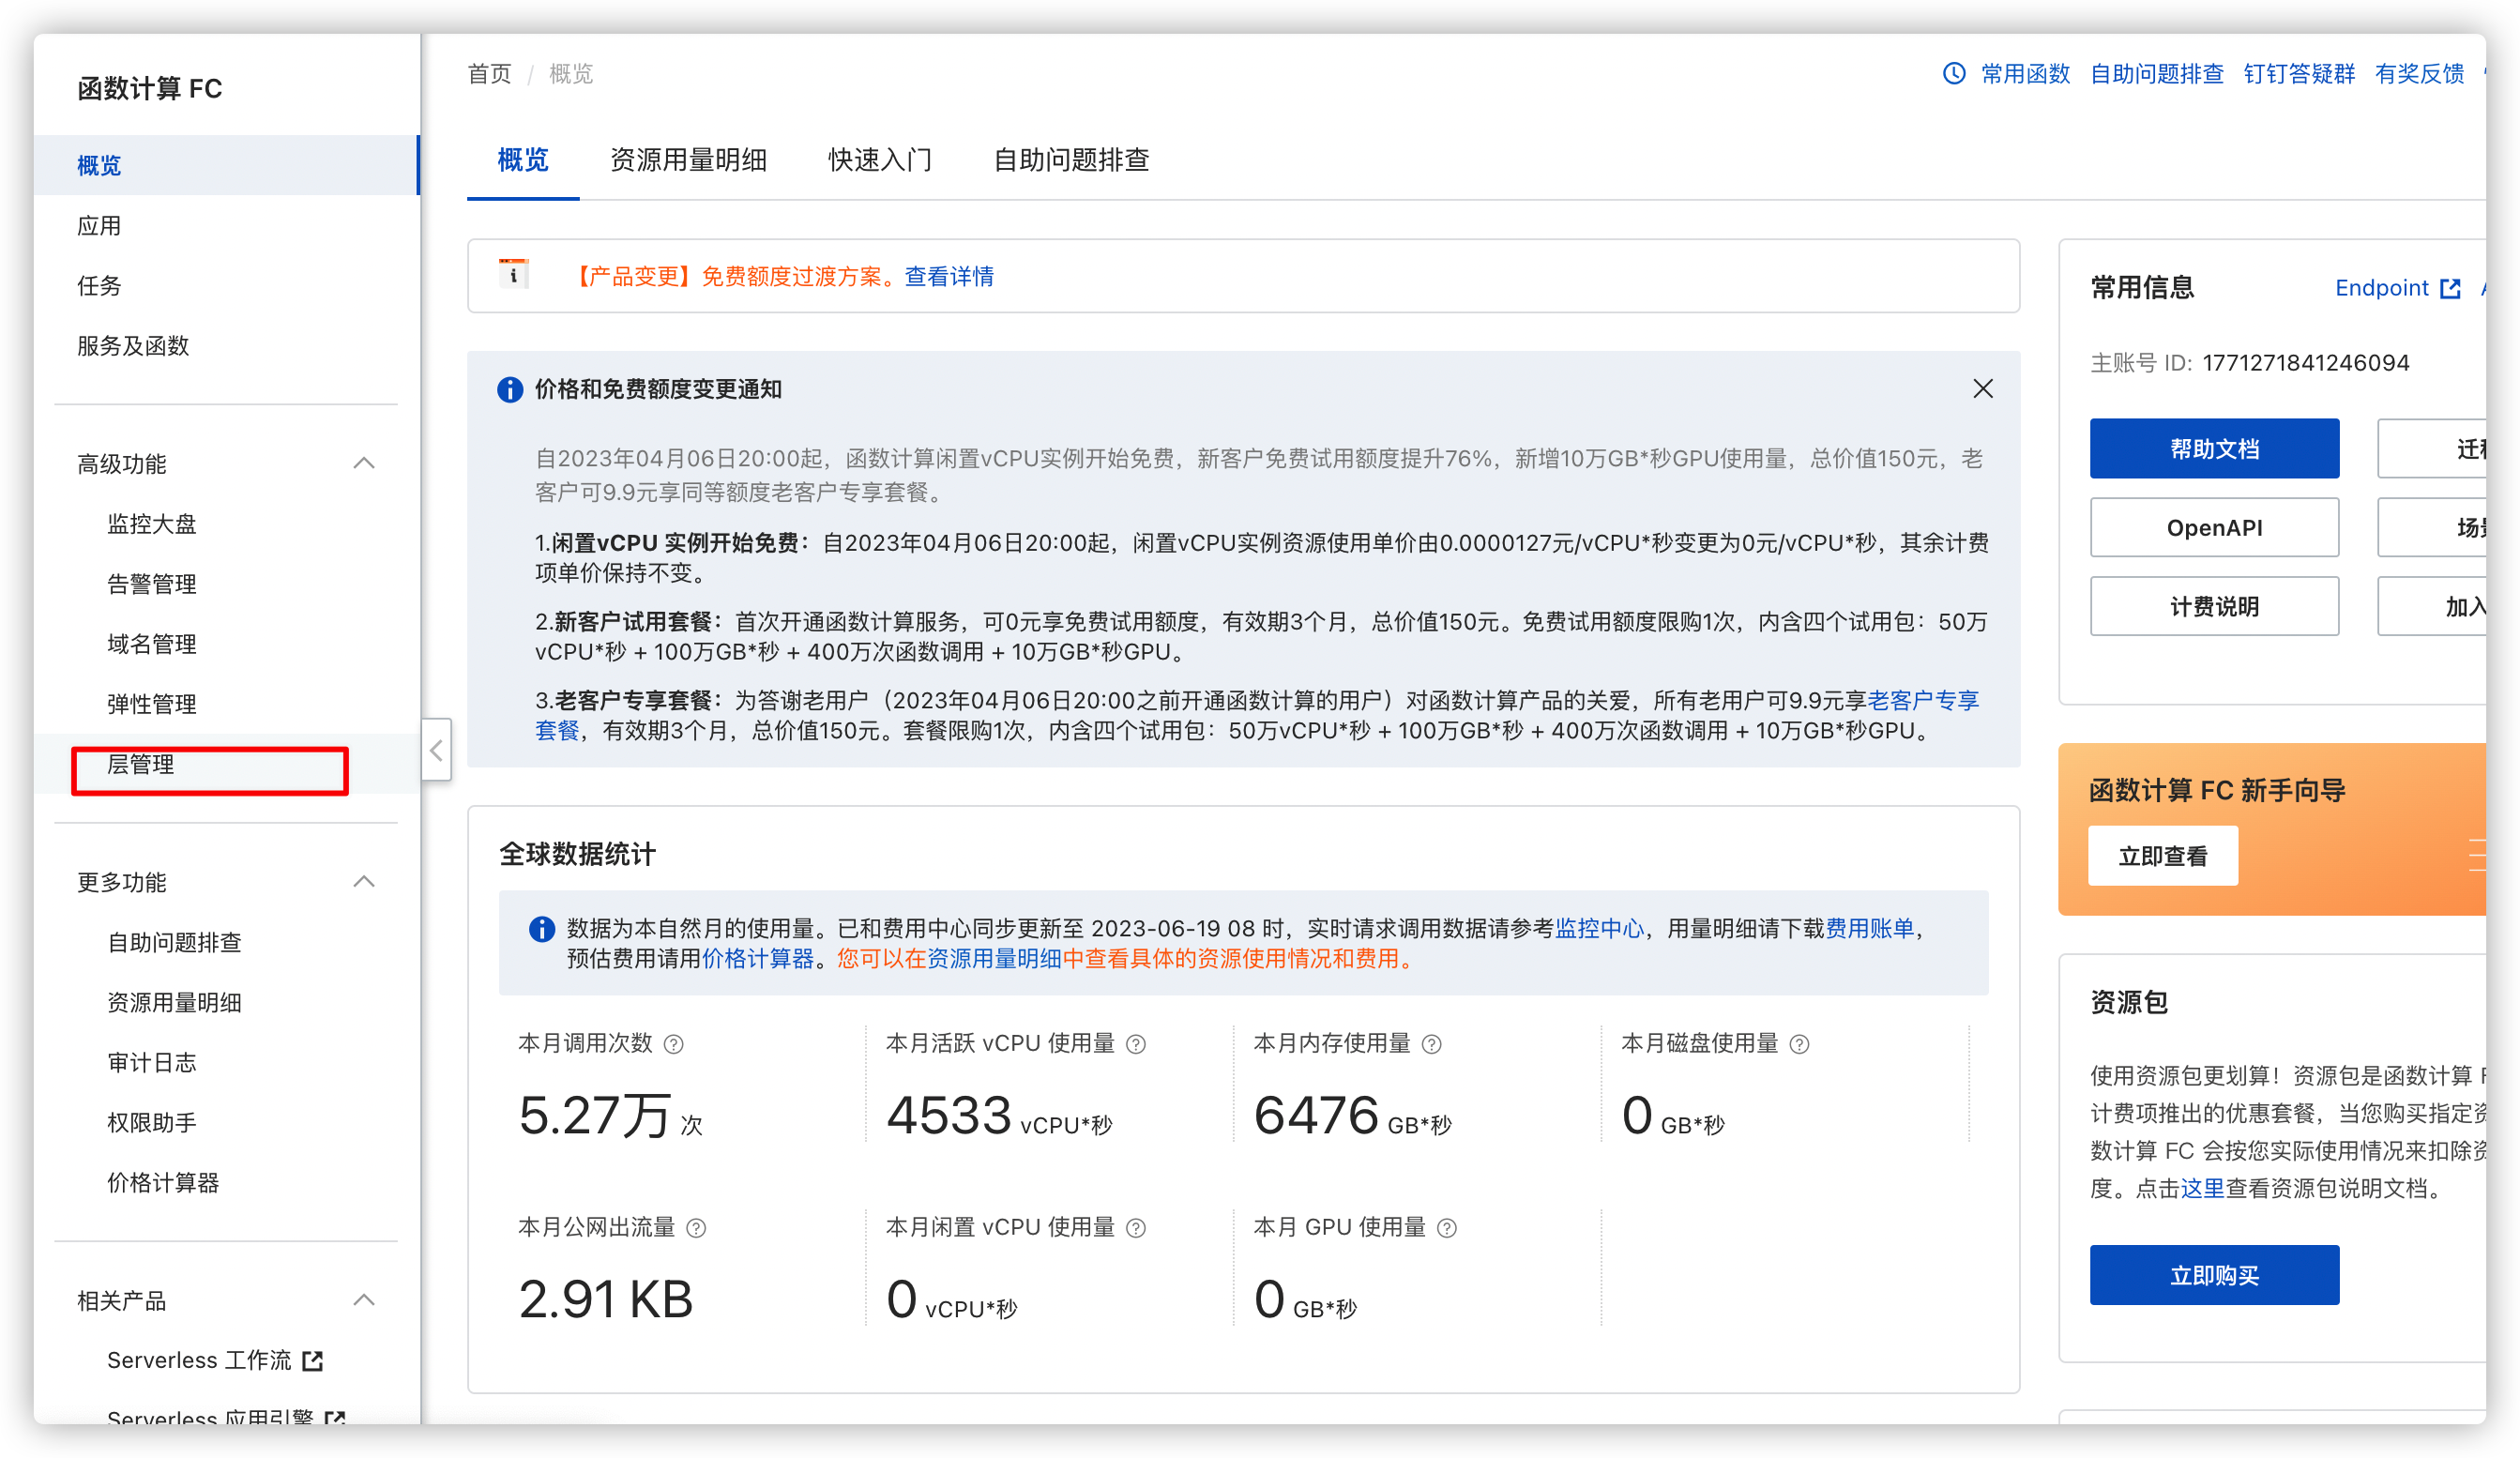 函数计算 FC
概览
应用
任务
服务及函数
高级功能
监控大盘
告警管理
域名管理
弹性管理
层管理
更多功能
自助问题排查
资源用量明细
审计日志
权限助手
价格计算器
相关产品
Serverless 工作流
Serverless 应用引擎
首页 / 概览
常用函数 自助问题排查 钉钉答疑群 有奖反馈
概览 资源用量明细 快速入门 自助问题排查
【产品变更】免费额度过渡方案。查看详情
价格和免费额度变更通知
自2023年04月06日20:00起，函数计算闲置vCPU实例开始免费，新客户免费试用额度提升76%，新增10万GB*秒GPU使用量，总价值150元，老
客户可9.9元享同等额度老客户专享套餐。
1.闲置vCPU 实例开始免费：自2023年04月06日20:00起，闲置vCPU实例资源使用单价由0.0000127元/vCPU*秒变更为0元/vCPU*秒，其余计费
项单价保持不变。
2.新客户试用套餐：首次开通函数计算服务，可0元享免费试用额度，有效期3个月，总价值150元。免费试用额度限购1次，内含四个试用包：50万
vCPU*秒 + 100万GB*秒 + 400万次函数调用 + 10万GB*秒GPU。
3.老客户专享套餐：为答谢老用户（2023年04月06日20:00之前开通函数计算的用户）对函数计算产品的关爱，所有老用户可9.9元享老客户专享
套餐，有效期3个月，总价值150元。套餐限购1次，内含四个试用包：50万vCPU*秒 + 100万GB*秒 + 400万次函数调用 + 10万GB*秒GPU。
全球数据统计
数据为本自然月的使用量。已和费用中心同步更新至 2023-06-19 08 时，实时请求调用数据请参考监控中心，用量明细请下载费用账单，
预估费用请用价格计算器。您可以在资源用量明细中查看具体的资源使用情况和费用。
本月调用次数
5.27万 次
本月活跃 vCPU 使用量
4533 vCPU*秒
本月内存使用量
6476 GB*秒
本月磁盘使用量
0 GB*秒
本月公网出流量
2.91 KB
本月闲置 vCPU 使用量
0 vCPU*秒
本月 GPU 使用量
0 GB*秒
常用信息 Endpoint
主账号 ID: 1771271841246094
帮助文档 迁
OpenAPI 场
计费说明 加入
函数计算 FC 新手向导
立即查看
资源包
使用资源包更划算！资源包是函数计算 F
计费项推出的优惠套餐，当您购买指定资
数计算 FC 会按您实际使用情况来扣除资
度。点击这里查看资源包说明文档。
立即购买